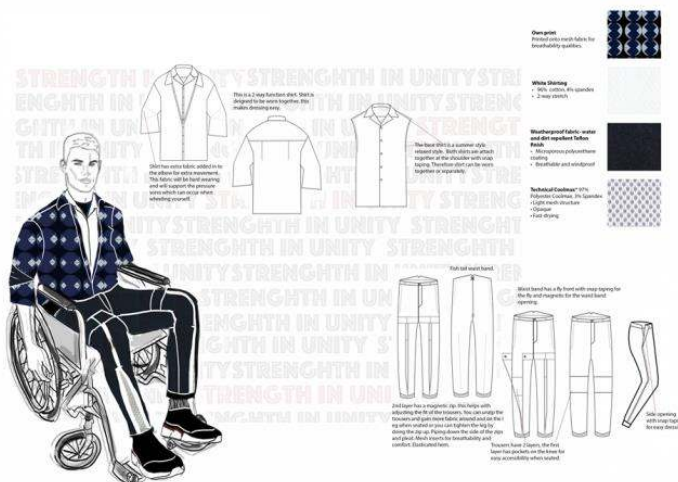 Own print
Printed onto mesh fabric for
breathability qualities.
White Shirting
• 96% cotton, 4% spandex
• 2-way stretch
Weatherproof fabric- water
and dirt repellent Teflon
finish
• Microporous polyurethane
coating
• Breathable and windproof
Technical Coolmax® 97%
Polyester Coolmax, 3% Spandex
• Light mesh structure
• Opaque
• Fast-drying
STRENGHTH IN UNITY
This is a 2 way function shirt. Shirt is
designed to be worn together, this
makes dressing easy.
Shirt has extra fabric added in to
the allow for extra movement.
This fabric will be hard wearing
and will support the pressure
sores which can occur when
wheeling yourself.
The base shirt is a summer style,
relaxed style. Both shirts are attach
together at the shoulder with snap
taping. Therefore shirt can be worn
together or separately.
Fish tail waist band.
Waist band has a fly front with snap taping for
the fly and magnetic for the waist band
opening.
2nd layer has a magnetic zip, this helps with
adjusting the fit of the trousers. You can unzip the
trousers and gain more fabric around and on the l
eg when seated or you can tighten the leg by
doing the zip up. Piping down the side of the zips
and pleat. Mesh inserts for breathability and
comfort. Elasticated hem.
Trousers have 2 layers, the first
layer has pockets on the knee for
easy accessibility when seated.
Side opening
with snap tape
for easy dress